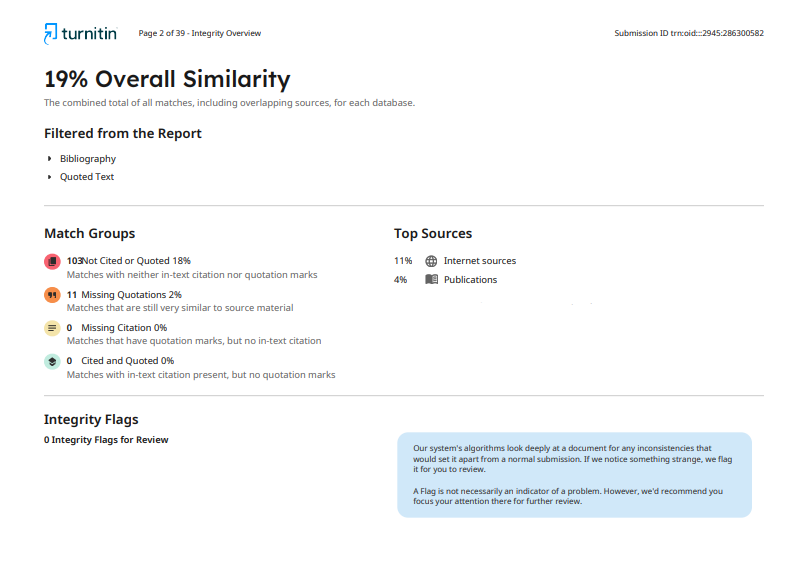 turnitin
Page 2 of 39 - Integrity Overview
Submission ID trn:oid:::2945:286300582
19% Overall Similarity
The combined total of all matches, including overlapping sources, for each database.
Filtered from the Report
Bibliography
Quoted Text
Match Groups
103Not Cited or Quoted 18%
Matches with neither in-text citation nor quotation marks
11 Missing Quotations 2%
Matches that are still very similar to source material
0 Missing Citation 0%
Matches that have quotation marks, but no in-text citation
0 Cited and Quoted 0%
Matches with in-text citation present, but no quotation marks
Top Sources
11% Internet sources
4% Publications
Integrity Flags
0 Integrity Flags for Review
Our system's algorithms look deeply at a document for any inconsistencies that
would set it apart from a normal submission. If we notice something strange, we flag
it for you to review.
A Flag is not necessarily an indicator of a problem. However, we'd recommend you
focus your attention there for further review.